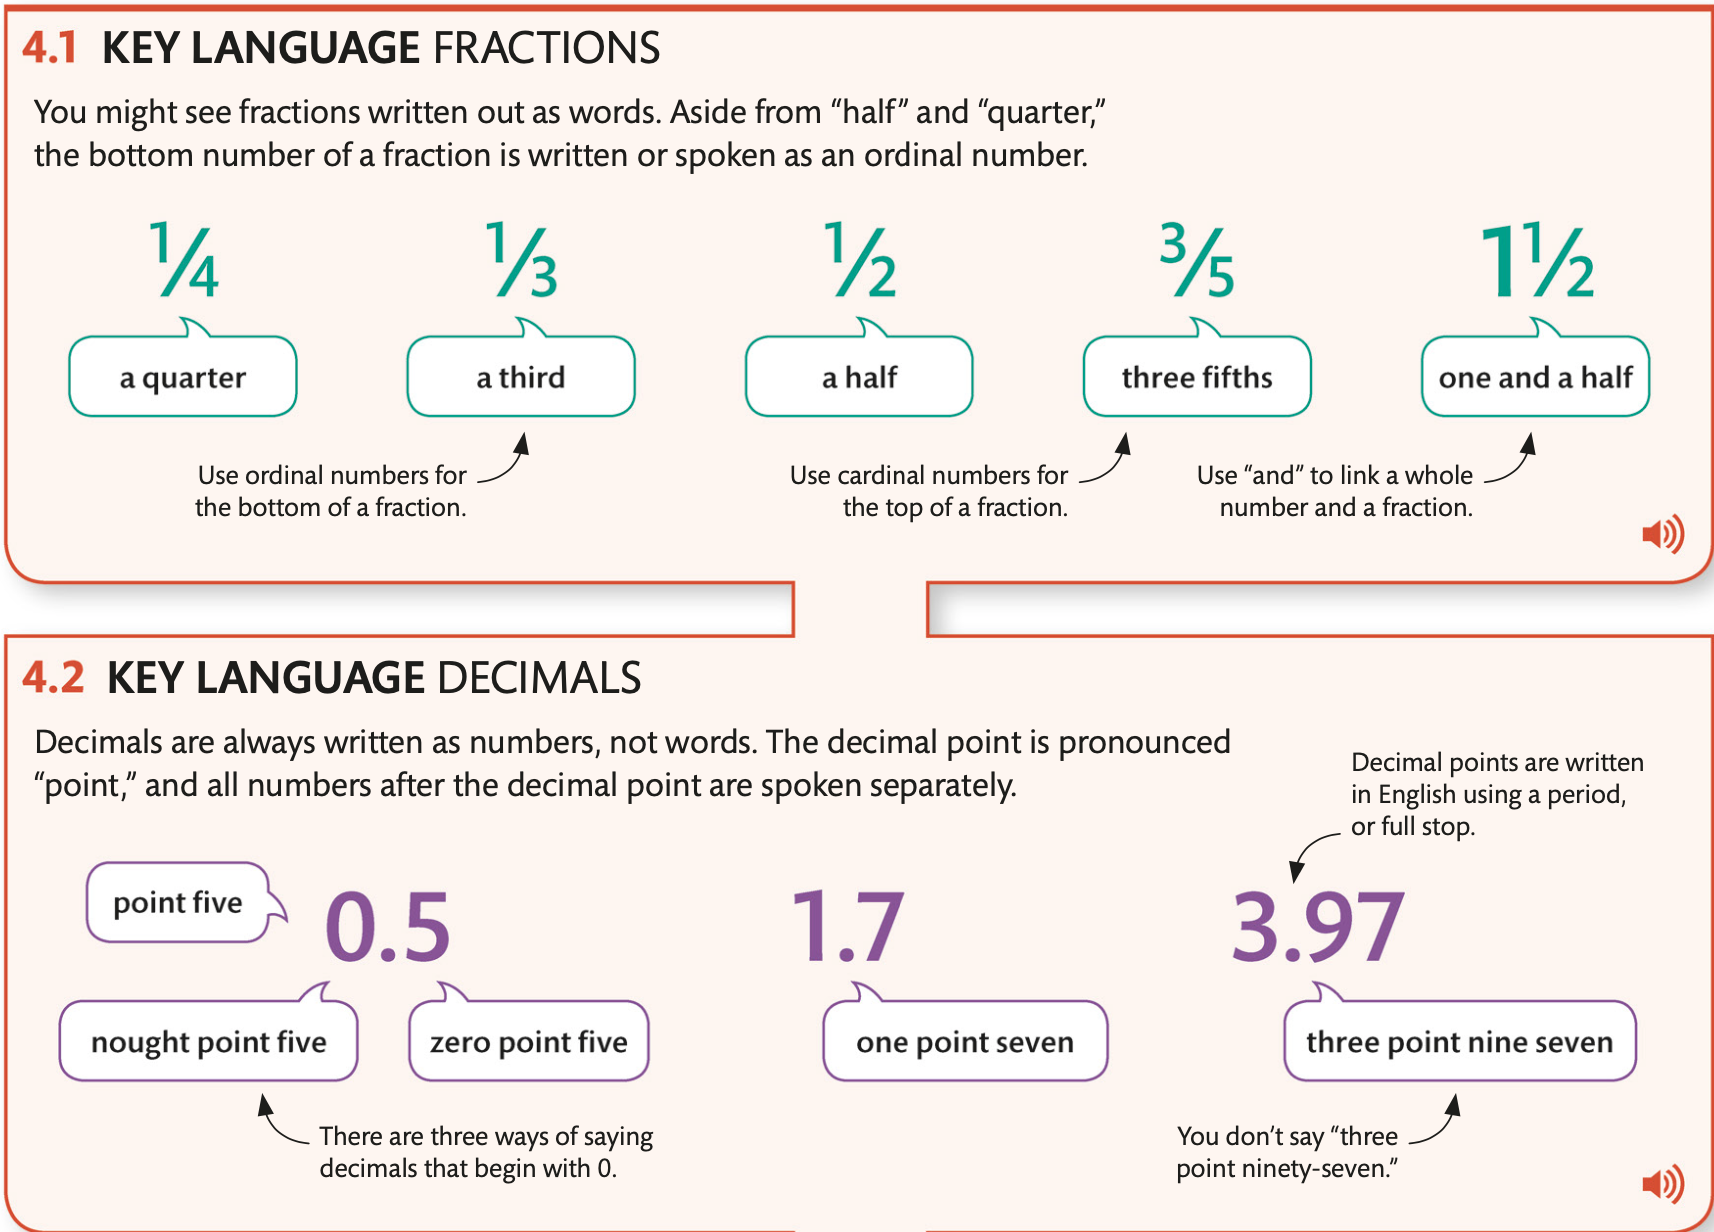 4.1 KEY LANGUAGE FRACTIONS
You might see fractions written out as words. Aside from “half” and “quarter,”
the bottom number of a fraction is written or spoken as an ordinal number.
1/4
1/3
1/2
3/5
1 1/2
a quarter
a third
a half
three fifths
one and a half
Use ordinal numbers for
the bottom of a fraction.
Use cardinal numbers for
the top of a fraction.
Use “and” to link a whole
number and a fraction.
4.2 KEY LANGUAGE DECIMALS
Decimals are always written as numbers, not words. The decimal point is pronounced
“point,” and all numbers after the decimal point are spoken separately.
Decimal points are written
in English using a period,
or full stop.
point five
0.5
1.7
3.97
nought point five
zero point five
one point seven
three point nine seven
There are three ways of saying
decimals that begin with 0.
You don’t say “three
point ninety-seven.”